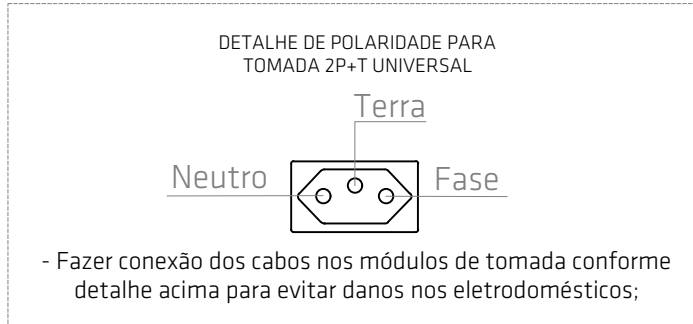 DETALHE DE POLARIDADE PARA
TOMADA 2P+T UNIVERSAL
Terra
Neutro
Fase
- Fazer conexão dos cabos nos módulos de tomada conforme
detalhe acima para evitar danos nos eletrodomésticos;